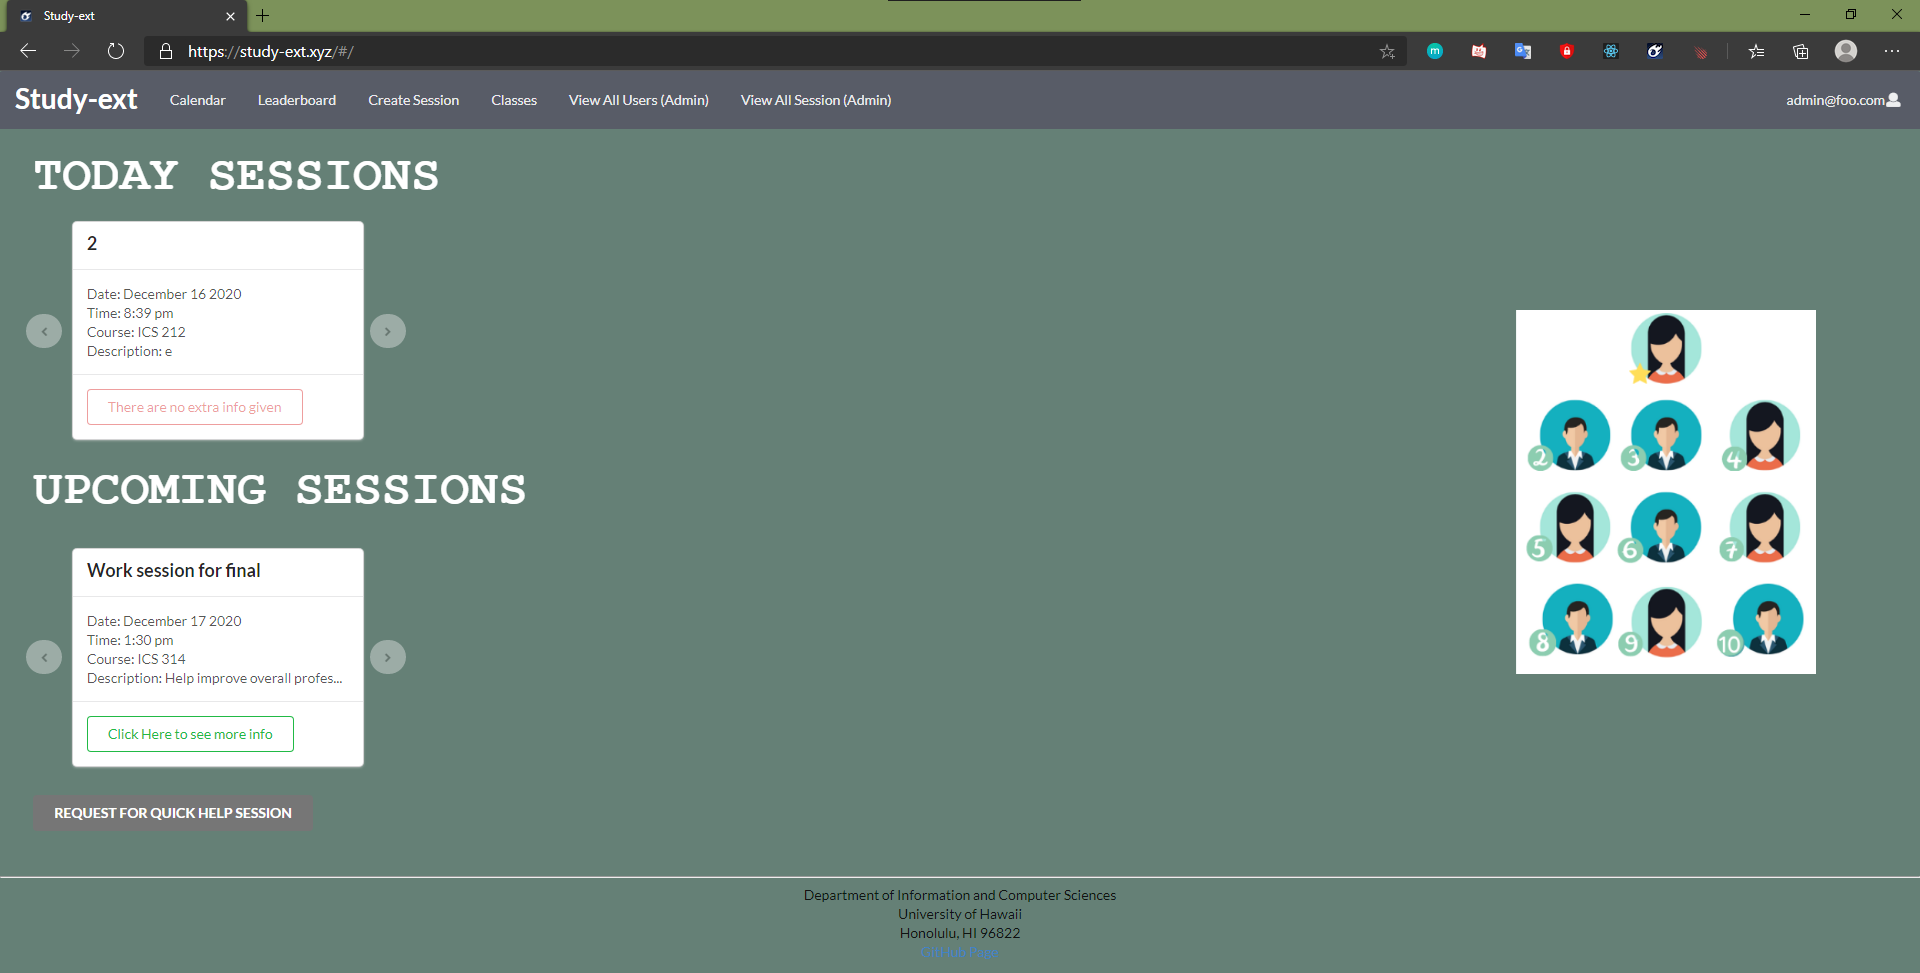 Study-ext
https://study-ext.xyz/#/
Study-ext Calendar Leaderboard Create Session Classes View All Users (Admin) View All Session (Admin) admin@foo.com
TODAY SESSIONS
2
Date: December 16 2020
Time: 8:39 pm
Course: ICS 212
Description: e
There are no extra info given
UPCOMING SESSIONS
Work session for final
Date: December 17 2020
Time: 1:30 pm
Course: ICS 314
Description: Help improve overall profes...
Click Here to see more info
REQUEST FOR QUICK HELP SESSION
2 3 4
5 6 7
8 9 10
Department of Information and Computer Sciences
University of Hawaii
Honolulu, HI 96822
GitHub Page